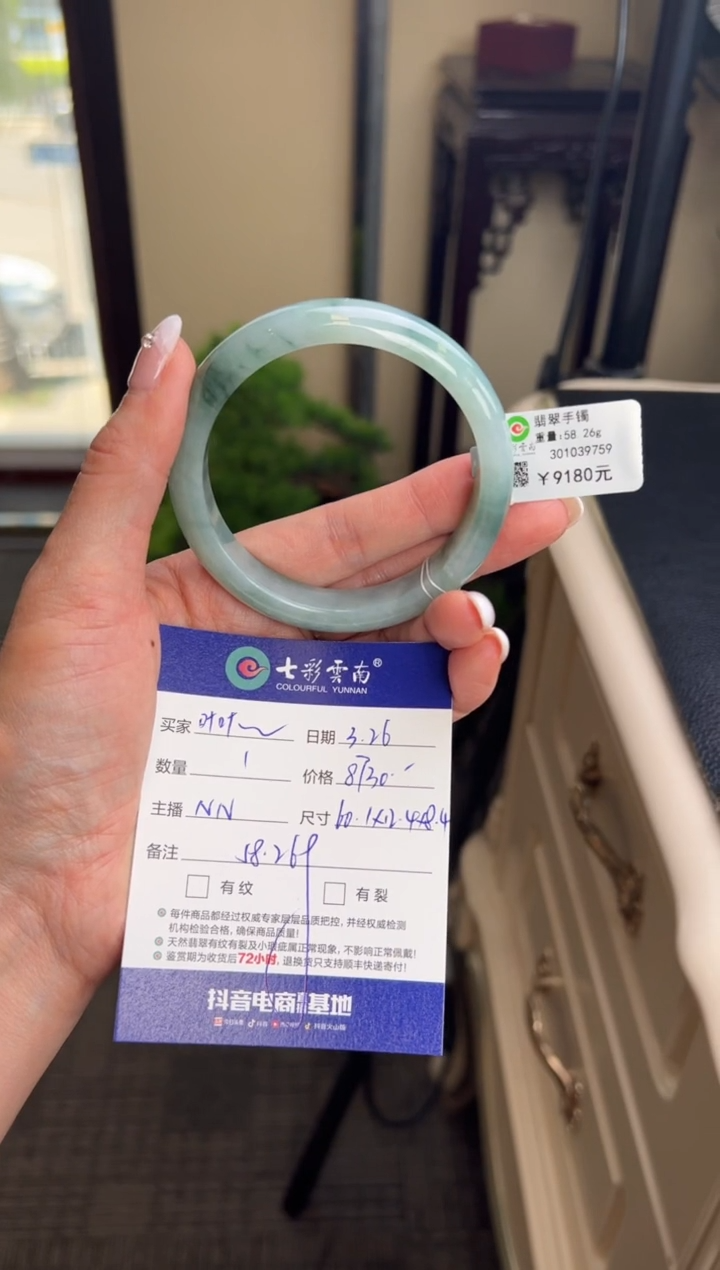 翡翠手镯
重量:58 26g
301039759
￥9180元
七彩雲南®
COLOURFUL YUNNAN
买家
日期 3.26
数量 1
价格
主播 NN
尺寸 60.1X12.4X8.4
备注 58.26g
有纹
有裂
每件商品都经过权威专家层层品质把控，并经权威检测
机构检验合格，确保商品质量！
天然翡翠有纹有裂及小瑕疵属正常现象，不影响正常佩戴！
鉴赏期为收货后72小时，退换货只支持顺丰快递寄付！
抖音电商 基地